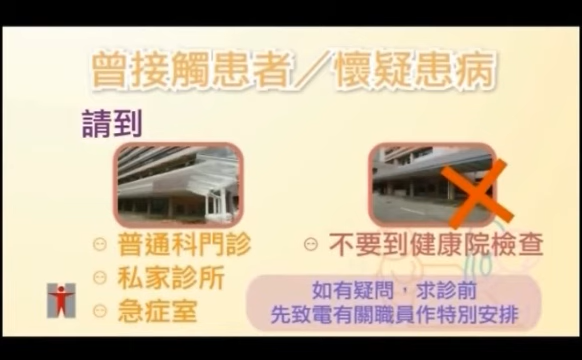 曾接觸患者／懷疑患病
請到
普通科門診
私家診所
急症室
不要到健康院檢查
如有疑問，求診前
先致電有關職員作特別安排